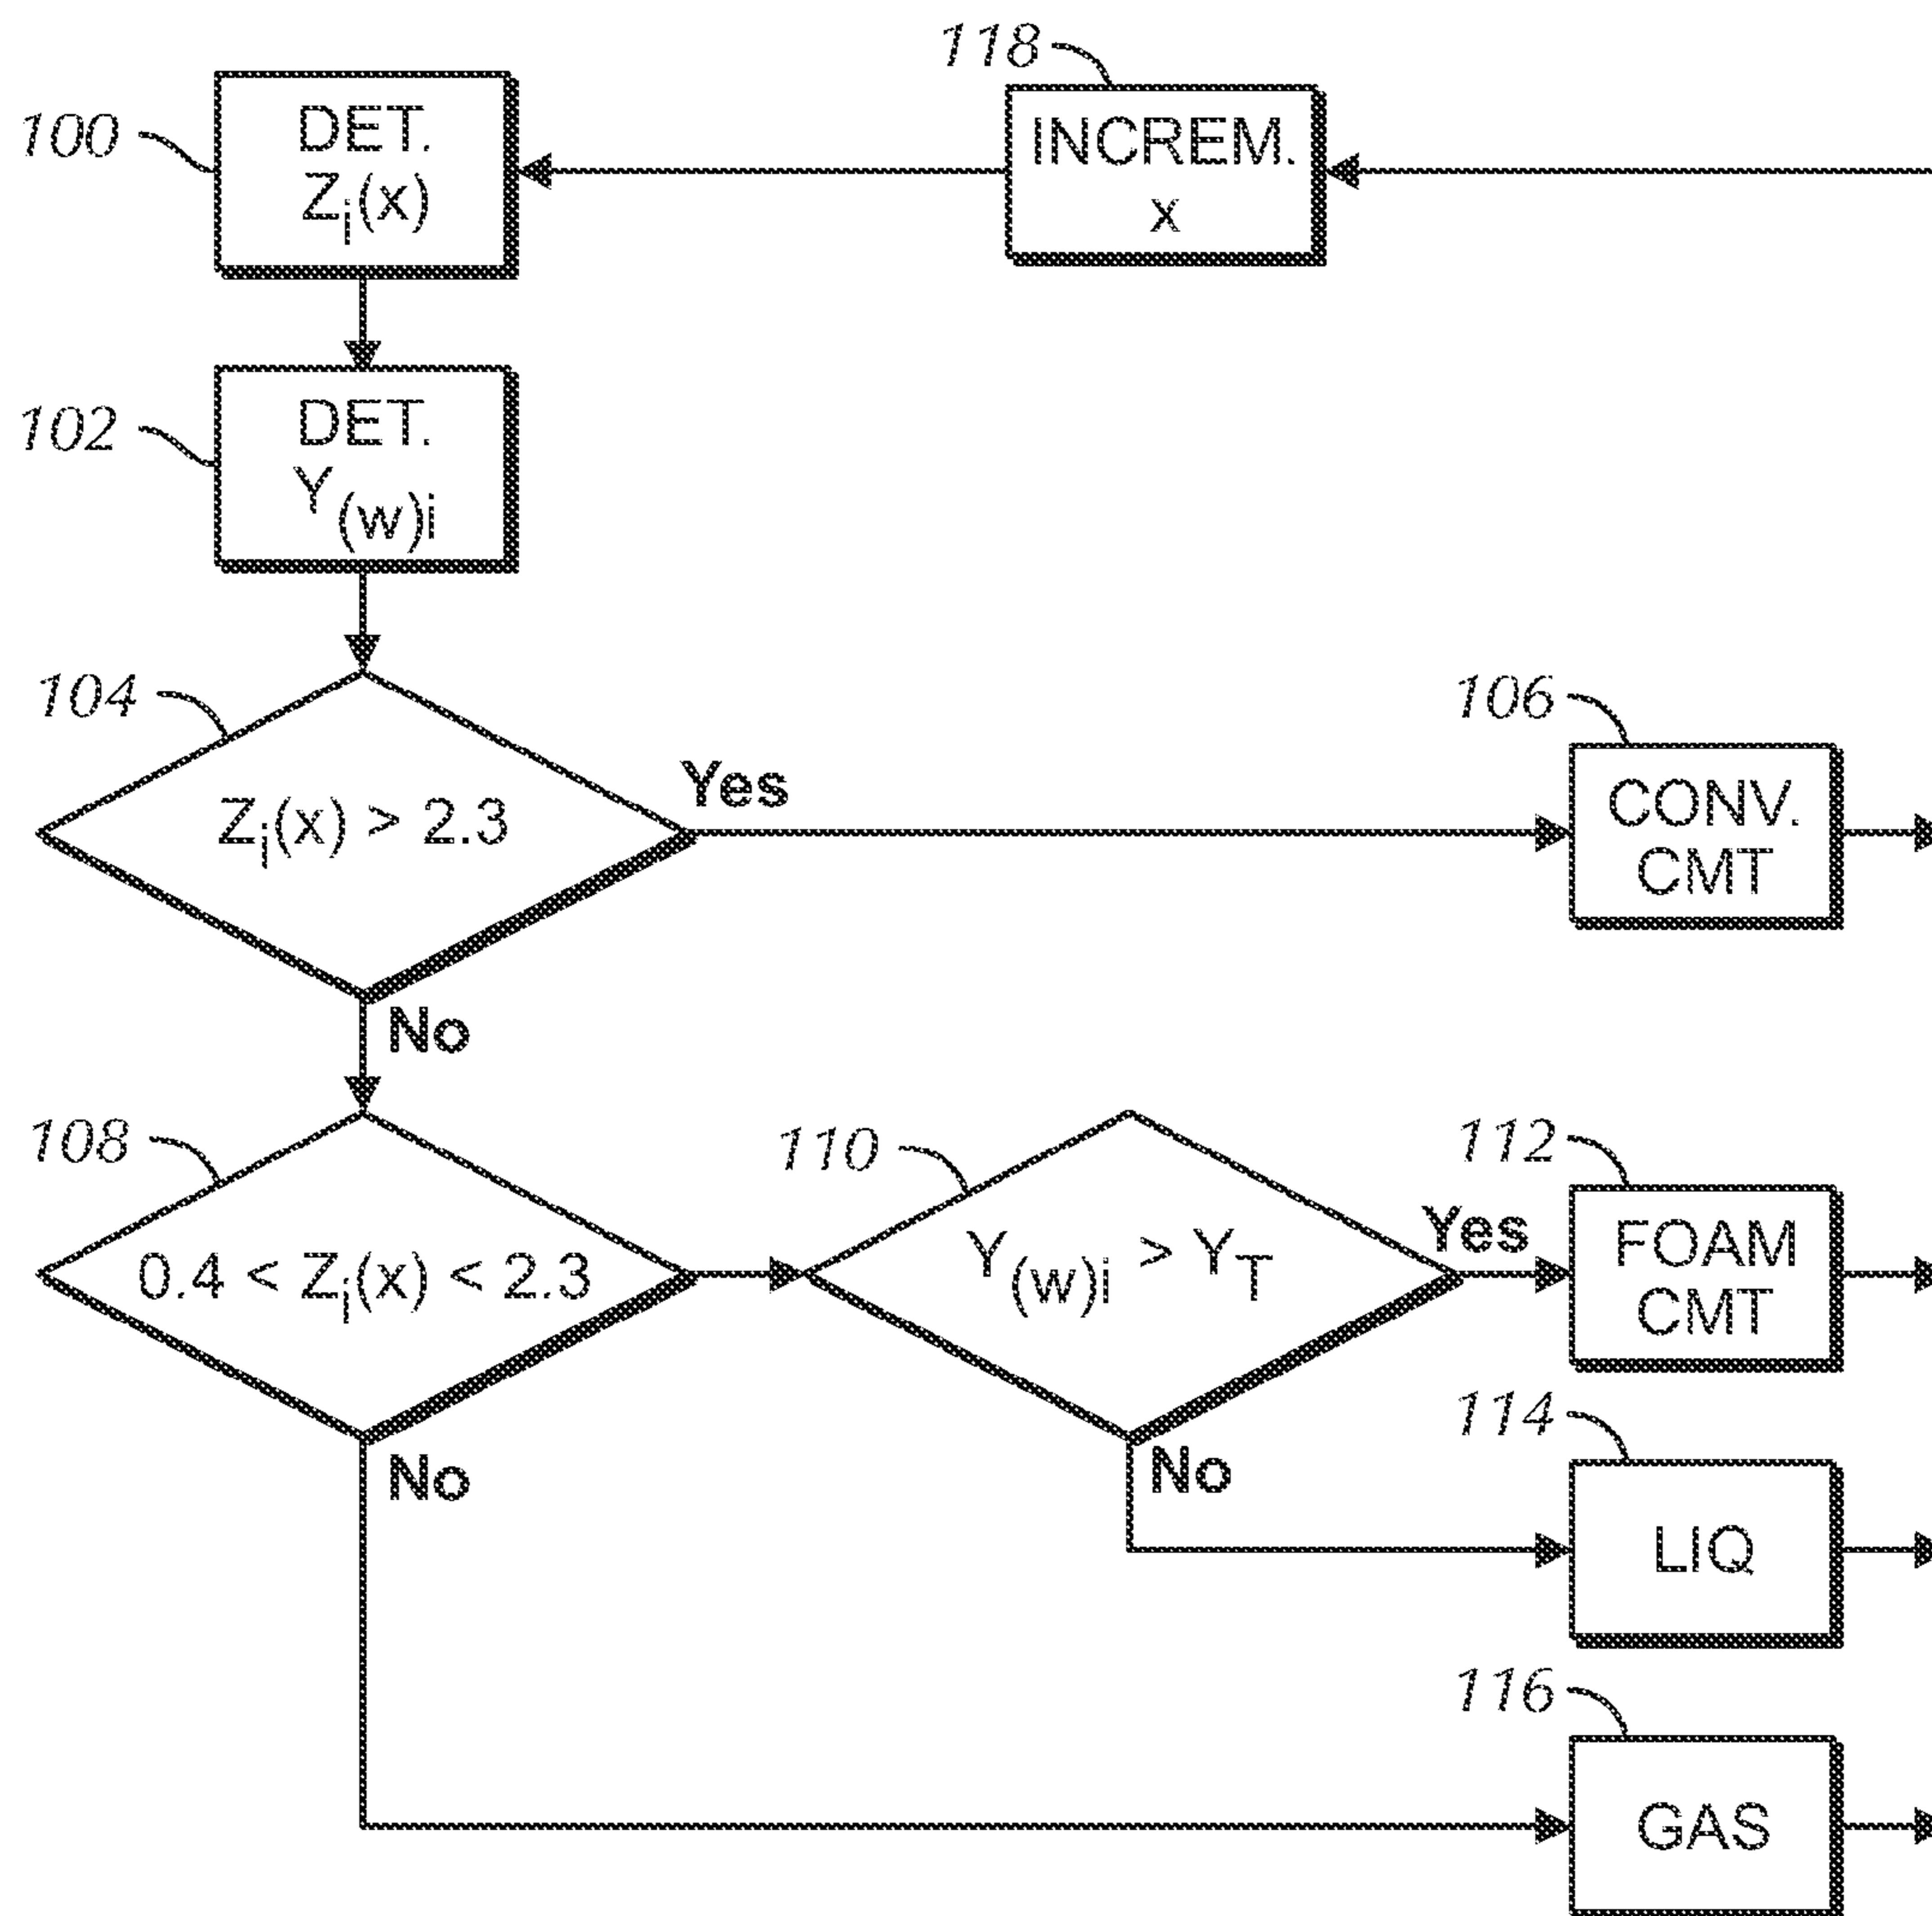 118
100
DET.
Zi(x)
INCREM.
x
102
DET.
Y(w)i
104
106
Zi(x) > 2.3
Yes
CONV.
CMT
No
108
110
112
0.4 < Zi(x) < 2.3
Y(w)i > YT
Yes
FOAM
CMT
114
No
No
LIQ
116
GAS